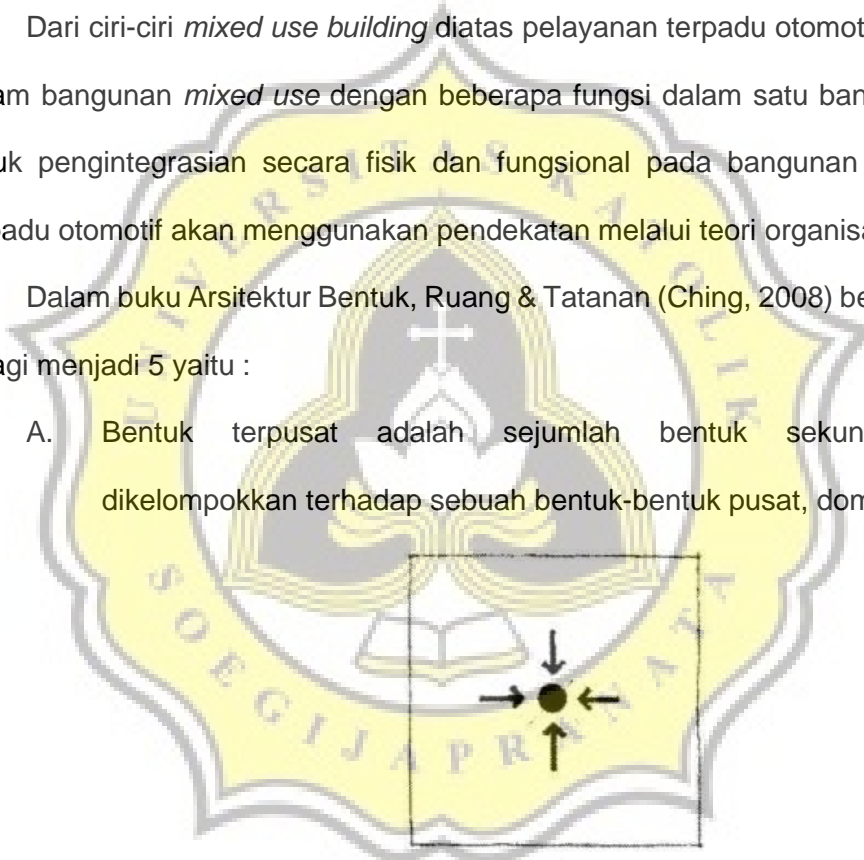 Dari ciri-ciri mixed use building diatas pelayanan terpadu otomot
am bangunan mixed use dengan beberapa fungsi dalam satu ban
uk pengintegrasian secara fisik dan fungsional pada bangunan
adu otomotif akan menggunakan pendekatan melalui teori organisa
Dalam buku Arsitektur Bentuk, Ruang & Tatanan (Ching, 2008) be
agi menjadi 5 yaitu :
A. Bentuk terpusat adalah sejumlah bentuk sekun
dikelompokkan terhadap sebuah bentuk-bentuk pusat, dom
UNIVERSITAS KATOLIK
SOEGIJAPRANATA